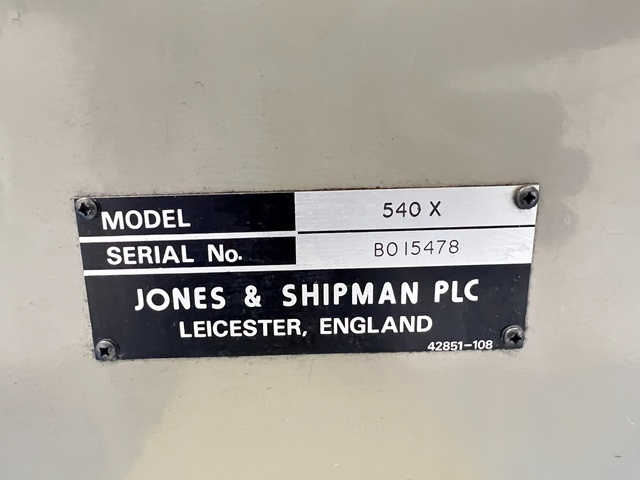 MODEL 540 X
SERIAL No. BO15478
JONES & SHIPMAN PLC
LEICESTER, ENGLAND
42851-108